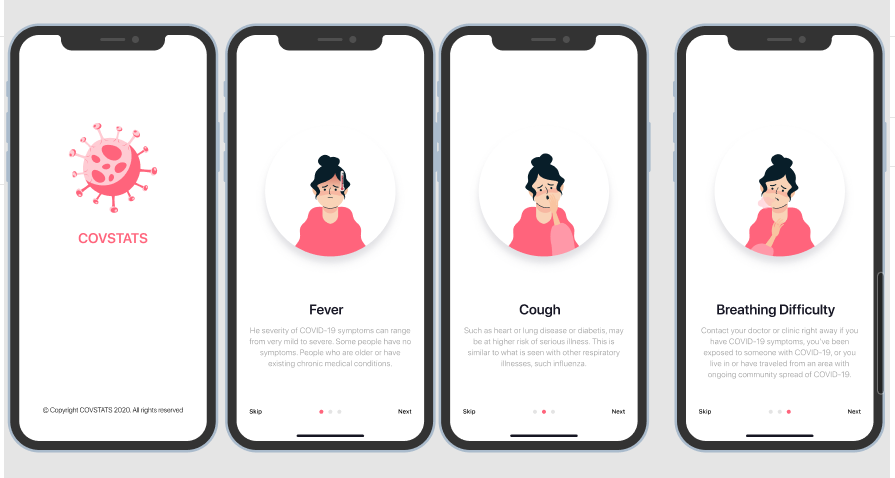 COVSTATS
© Copyright COVSTATS 2020. All rights reserved
Fever
He severity of COVID-19 symptoms can range
from very mild to severe. Some people have no
symptoms. People who are older or have
existing chronic medical conditions.
Skip
Next
Cough
Such as heart or lung disease or diabetis, may
be at higher risk of serious illness. This is
similar to what is seen with other respiratory
illnesses, such influenza.
Skip
Next
Breathing Difficulty
Contact your doctor or clinic right away if you
have COVID-19 symptoms, you've been
exposed to someone with COVID-19, or you
live in or have traveled from an area with
ongoing community spread of COVID-19.
Skip
Next